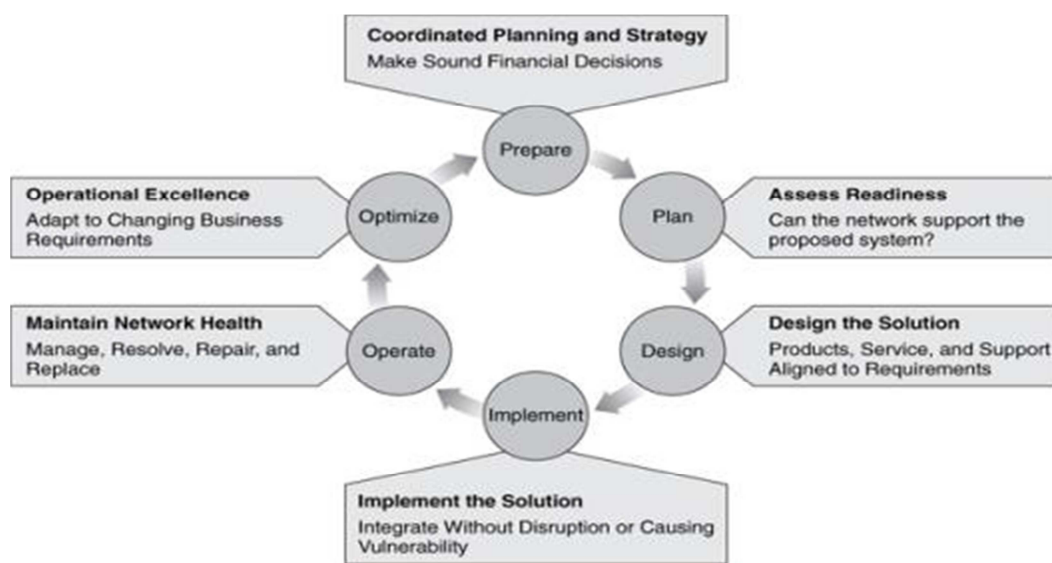 Coordinated Planning and Strategy
Make Sound Financial Decisions
Prepare
Operational Excellence
Adapt to Changing Business
Requirements
Optimize
Plan
Assess Readiness
Can the network support the
proposed system?
Maintain Network Health
Manage, Resolve, Repair, and
Replace
Operate
Design
Design the Solution
Products, Service, and Support
Aligned to Requirements
Implement
Implement the Solution
Integrate Without Disruption or Causing
Vulnerability